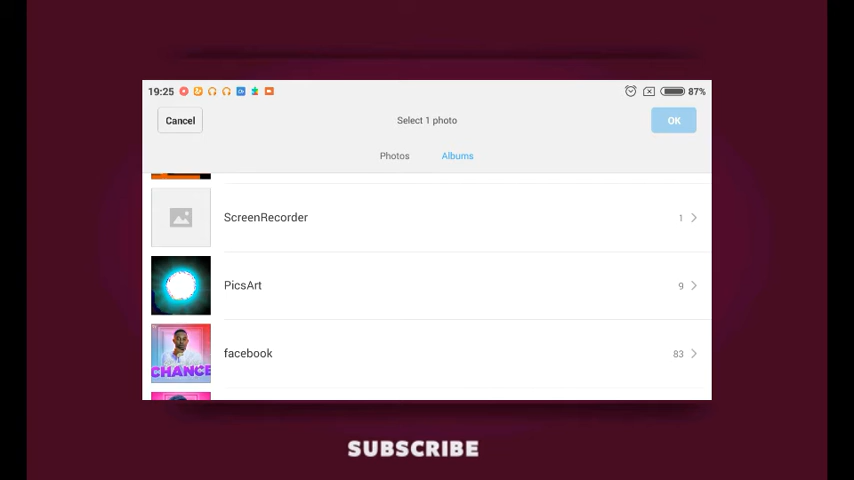 19:25
87%
Cancel
Select 1 photo
OK
Photos
Albums
ScreenRecorder
1
PicsArt
9
facebook
83
CHANCE
SUBSCRIBE